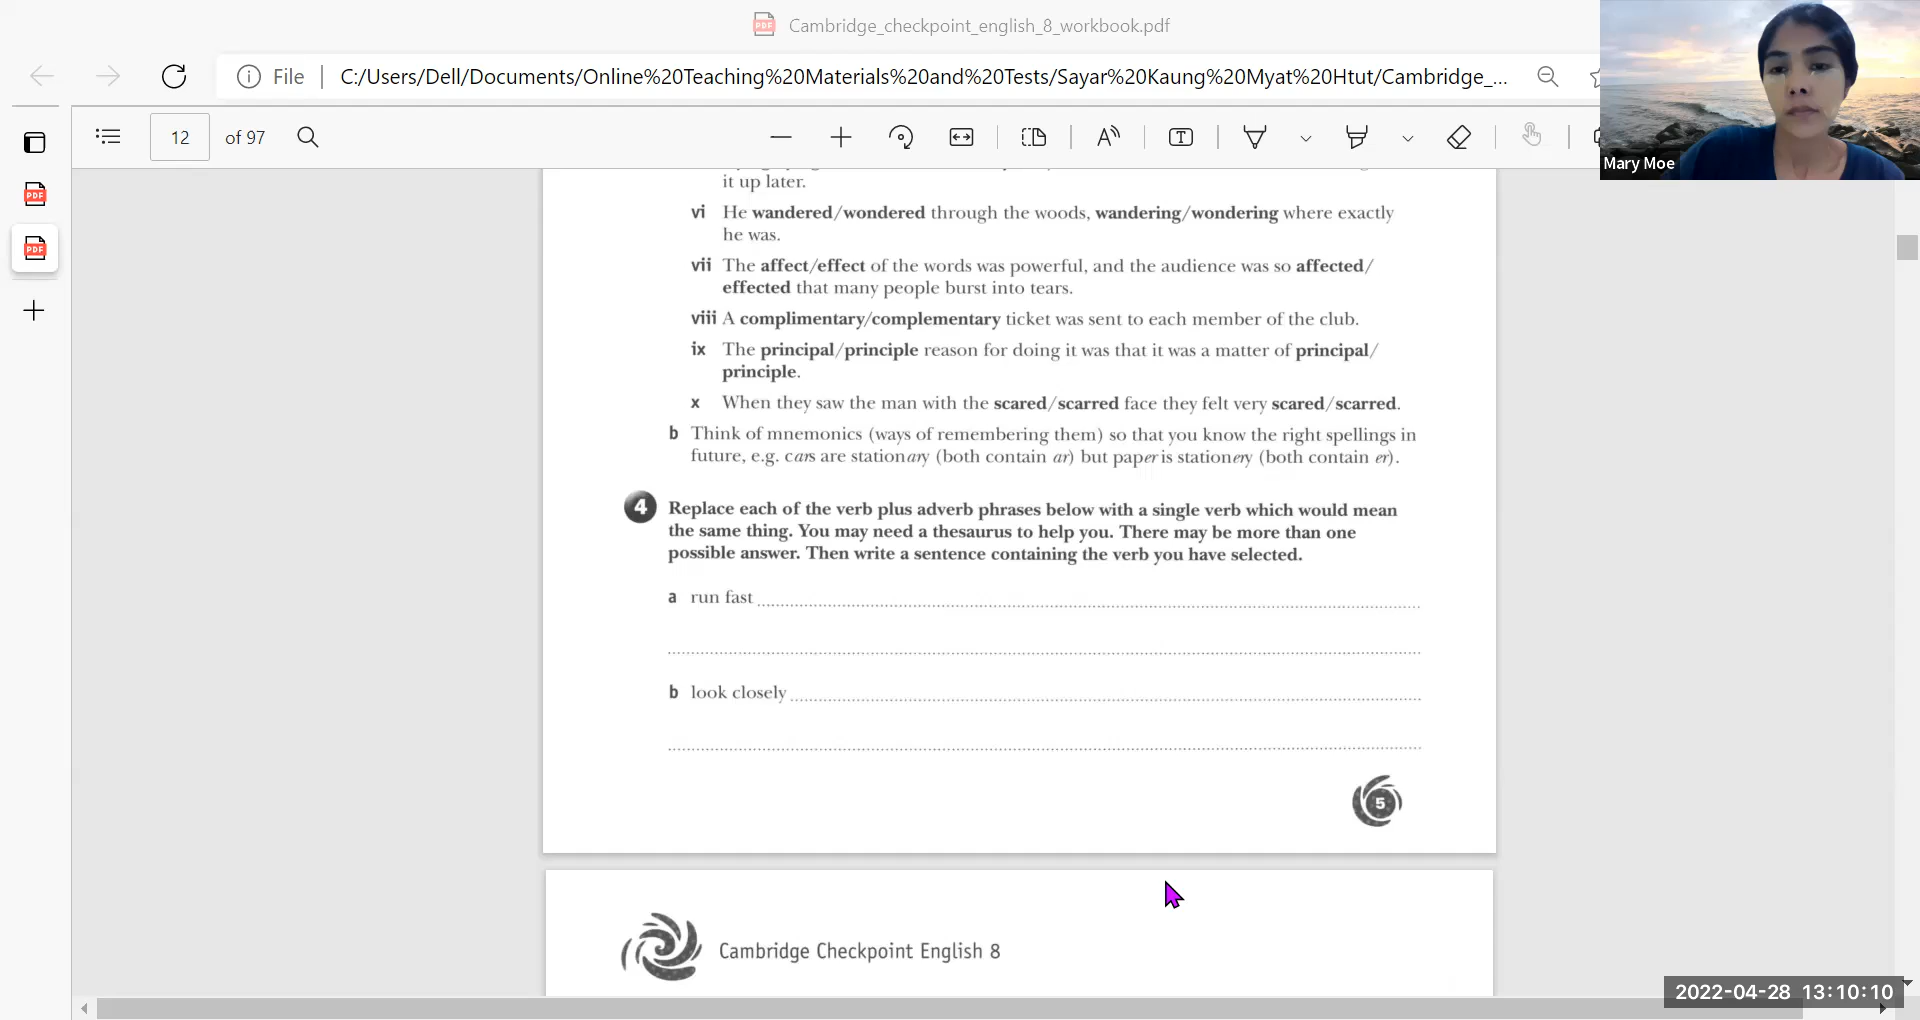 Cambridge_checkpoint_english_8_workbook.pdf
File
C:/Users/Dell/Documents/Online%20Teaching%20Materials%20and%20Tests/Sayar%20Kaung%20Myat%20Htut/Cambridge_...
Mary Moe
12 of 97
it up later.
vi He wandered/wondered through the woods, wandering/wondering where exactly
he was.
vii The affect/effect of the words was powerful, and the audience was so affected/
effected that many people burst into tears.
viii A complimentary/complementary ticket was sent to each member of the club.
ix The principal/principle reason for doing it was that it was a matter of principal/
principle.
x When they saw the man with the scared/scarred face they felt very scared/scarred.
b Think of mnemonics (ways of remembering them) so that you know the right spellings in
future, e.g. cars are stationary (both contain ar) but paper is stationery (both contain er).
4 Replace each of the verb plus adverb phrases below with a single verb which would mean
the same thing. You may need a thesaurus to help you. There may be more than one
possible answer. Then write a sentence containing the verb you have selected.
a run fast
b look closely
5
Cambridge Checkpoint English 8
2022-04-28 13:10:10